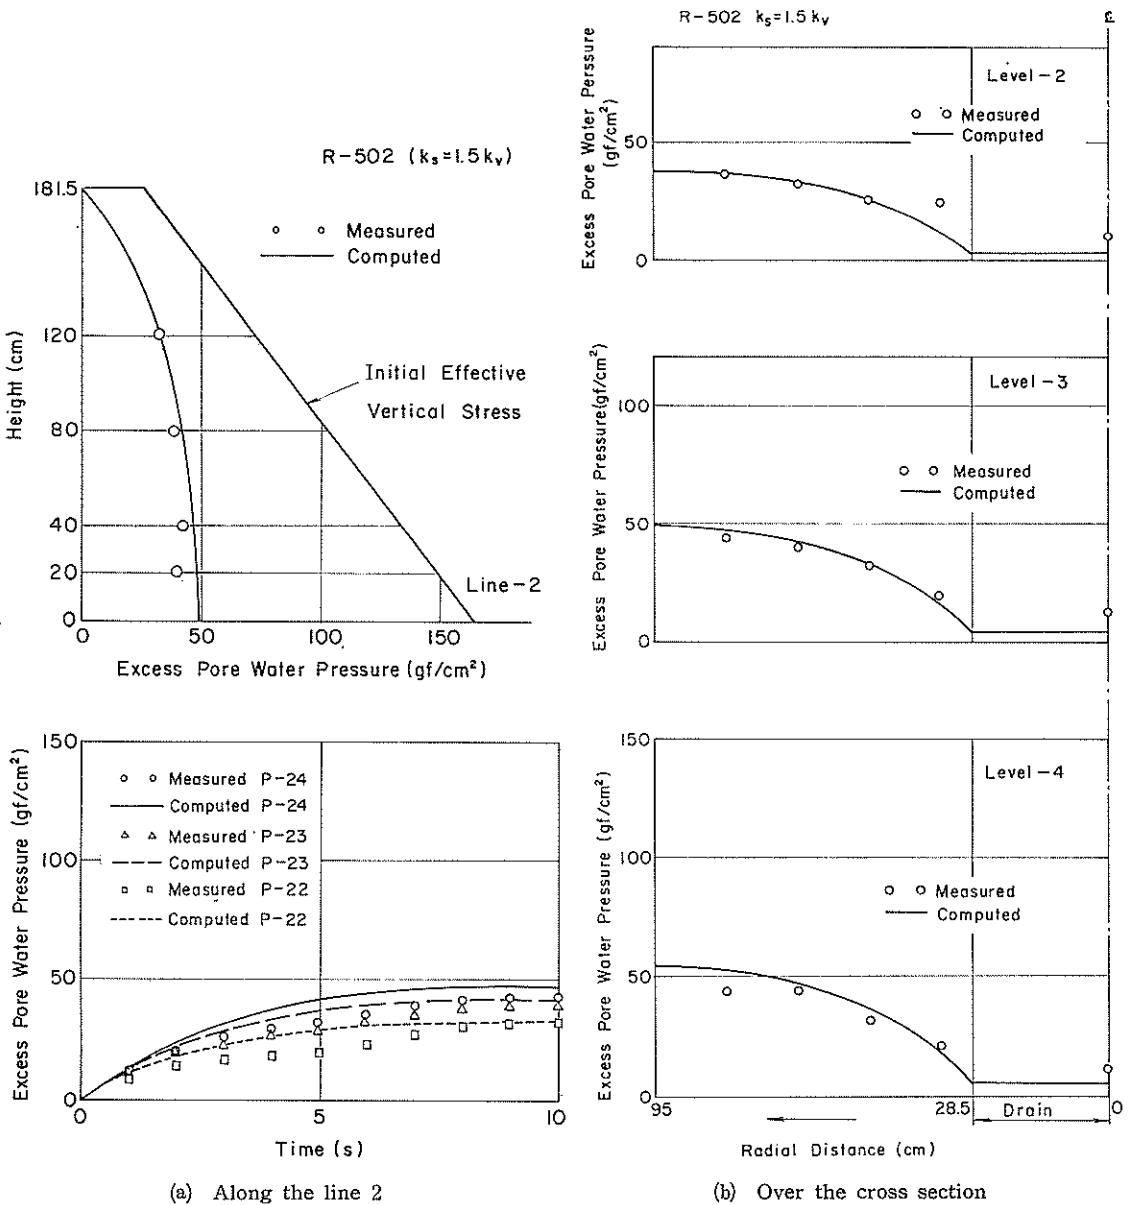 R-502 (ks=1.5kv)
181.5
120
80
40
20
0
Height (cm)
Measured
Computed
Initial Effective
Vertical Stress
Line-2
0
50
100
150
Excess Pore Water Pressure (gf/cm²)
150
100
50
0
Excess Pore Water Pressure (gf/cm²)
Measured P-24
Computed P-24
Measured P-23
Computed P-23
Measured P-22
Computed P-22
0
5
10
Time (s)
(a) Along the line 2
R-502 ks=1.5kv
℄
Excess Pore Water Perssure
(gf/cm²)
50
0
Level-2
Measured
Computed
Excess Pore Water Pressure (gf/cm²)
100
50
0
Level-3
Measured
Computed
Excess Pore Water Pressure (gf/cm²)
150
100
50
0
Level-4
Measured
Computed
95
28.5
Drain
0
Radial Distance (cm)
(b) Over the cross section